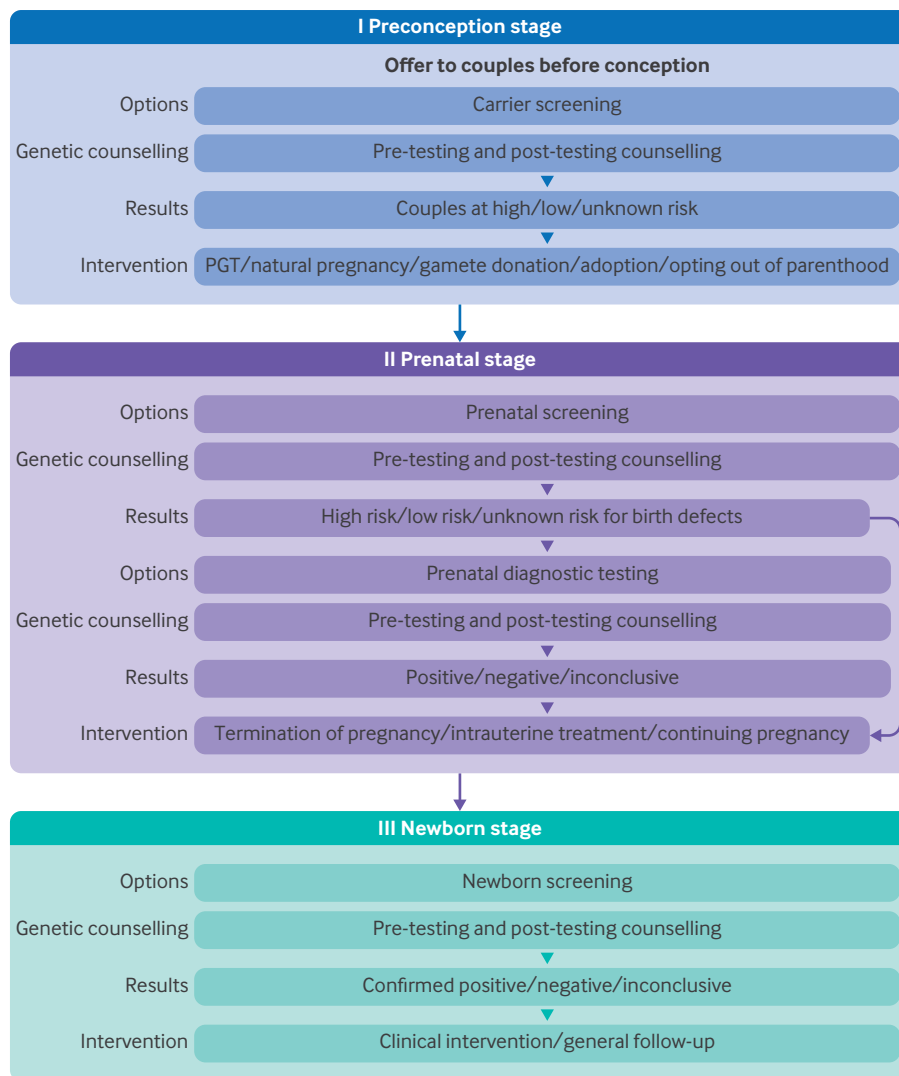 I Preconception stage
Offer to couples before conception
Options Carrier screening
Genetic counselling Pre-testing and post-testing counselling
Results Couples at high/low/unknown risk
Intervention PGT/natural pregnancy/gamete donation/adoption/opting out of parenthood
II Prenatal stage
Options Prenatal screening
Genetic counselling Pre-testing and post-testing counselling
Results High risk/low risk/unknown risk for birth defects
Options Prenatal diagnostic testing
Genetic counselling Pre-testing and post-testing counselling
Results Positive/negative/inconclusive
Intervention Termination of pregnancy/intrauterine treatment/continuing pregnancy
III Newborn stage
Options Newborn screening
Genetic counselling Pre-testing and post-testing counselling
Results Confirmed positive/negative/inconclusive
Intervention Clinical intervention/general follow-up